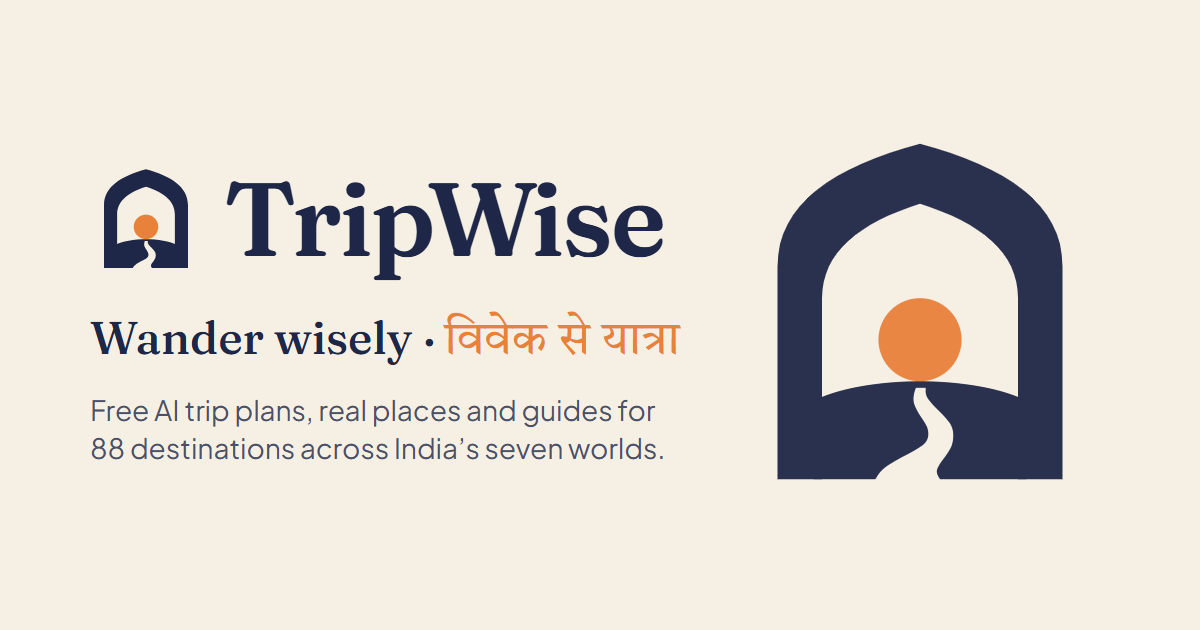 TripWise
Wander wisely · विवेक से यात्रा
Free AI trip plans, real places and guides for
88 destinations across India’s seven worlds.